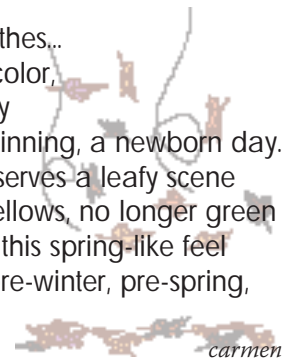 thes...
color,
y
inning, a newborn day.
serves a leafy scene
ellows, no longer green
this spring-like feel
re-winter, pre-spring,
carmen